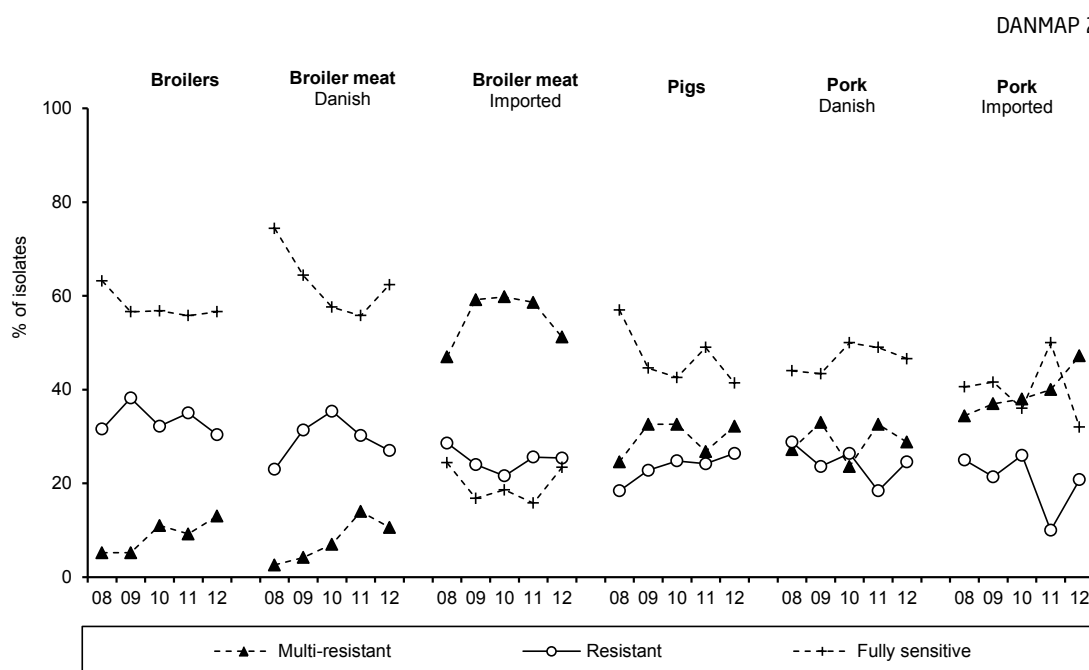 DANMAP
Broilers
Broiler meat
Danish
Broiler meat
Imported
Pigs
Pork
Danish
Pork
Imported
% of isolates
100
80
60
40
20
0
08 09 10 11 12 08 09 10 11 12 08 09 10 11 12 08 09 10 11 12 08 09 10 11 12 08 09 10 11 12
Multi-resistant Resistant Fully sensitive